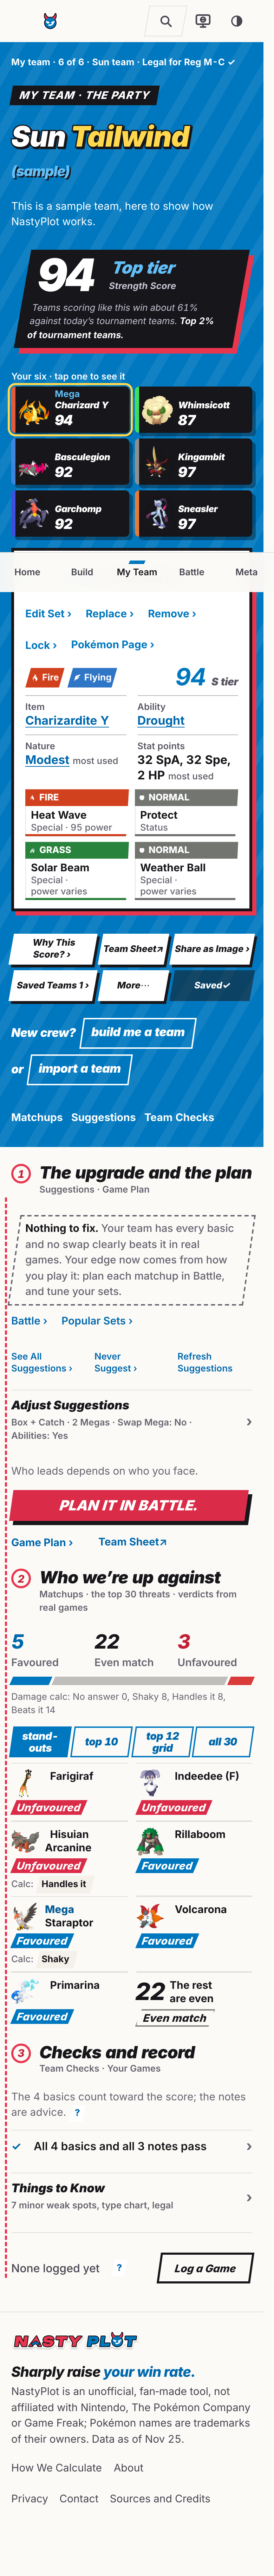 My team · 6 of 6 · Sun team · Legal for Reg M-C ✓
MY TEAM · THE PARTY
Sun Tailwind
(sample)
This is a sample team, here to show how
NastyPlot works.
94
Top tier
Strength Score
Teams scoring like this win about 61%
against today's tournament teams. Top 2%
of tournament teams.
Your six · tap one to see it
Mega
Charizard Y
94
Whimsicott
87
Basculegion
92
Kingambit
97
Garchomp
92
Sneasler
97
Home
Build
My Team
Battle
Meta
Edit Set ›
Replace ›
Remove ›
Lock ›
Pokémon Page ›
Fire
Flying
94 S tier
Item
Charizardite Y
Ability
Drought
Nature
Modest most used
Stat points
32 SpA, 32 Spe,
2 HP most used
FIRE
Heat Wave
Special · 95 power
NORMAL
Protect
Status
GRASS
Solar Beam
Special ·
power varies
NORMAL
Weather Ball
Special ·
power varies
Why This
Score? ›
Team Sheet↗
Share as Image ›
Saved Teams 1 ›
More···
Saved✓
New crew?
build me a team
or
import a team
Matchups
Suggestions
Team Checks
1
The upgrade and the plan
Suggestions · Game Plan
Nothing to fix. Your team has every basic
and no swap clearly beats it in real
games. Your edge now comes from how
you play it: plan each matchup in Battle,
and tune your sets.
Battle ›
Popular Sets ›
See All
Suggestions ›
Never
Suggest ›
Refresh
Suggestions
Adjust Suggestions
Box + Catch · 2 Megas · Swap Mega: No ·
Abilities: Yes
›
Who leads depends on who you face.
PLAN IT IN BATTLE.
Game Plan ›
Team Sheet↗
2
Who we're up against
Matchups · the top 30 threats · verdicts from
real games
5
Favoured
22
Even match
3
Unfavoured
Damage calc: No answer 0, Shaky 8, Handles it 8,
Beats it 14
stand-
outs
top 10
top 12
grid
all 30
Farigiraf
Unfavoured
Indeedee (F)
Unfavoured
Hisuian
Arcanine
Unfavoured
Calc: Handles it
Rillaboom
Favoured
Mega
Staraptor
Favoured
Calc: Shaky
Volcarona
Favoured
Primarina
Favoured
22 The rest
are even
Even match
3
Checks and record
Team Checks · Your Games
The 4 basics count toward the score; the notes
are advice. ?
✓ All 4 basics and all 3 notes pass ›
Things to Know
7 minor weak spots, type chart, legal
›
None logged yet ?
Log a Game
NASTY PLOT
Sharply raise your win rate.
NastyPlot is an unofficial, fan-made tool, not
affiliated with Nintendo, The Pokémon Company
or Game Freak; Pokémon names are trademarks
of their owners. Data as of Nov 25.
How We Calculate
About
Privacy
Contact
Sources and Credits